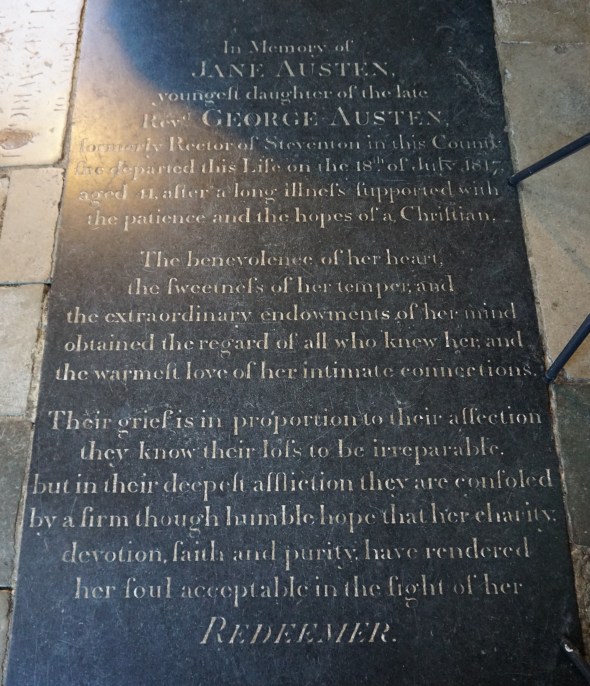 In Memory of
JANE AUSTEN,
youngeſt daughter of the late
Revd GEORGE AUSTEN,
formerly Rector of Steventon in this County
ſhe departed this Life on the 18th of July 1817,
aged 41, after a long illneſs ſupported with
the patience and the hopes of a Chriſtian.
The benevolence of her heart,
the ſweetneſs of her temper, and
the extraordinary endowments of her mind
obtained the regard of all who knew her, and
the warmeſt love of her intimate connections.
Their grief is in proportion to their affection
they know their loſs to be irreparable,
but in their deepeſt affliction they are conſoled
by a firm though humble hope that her charity,
devotion, faith and purity, have rendered
her ſoul acceptable in the ſight of her
REDEEMER.